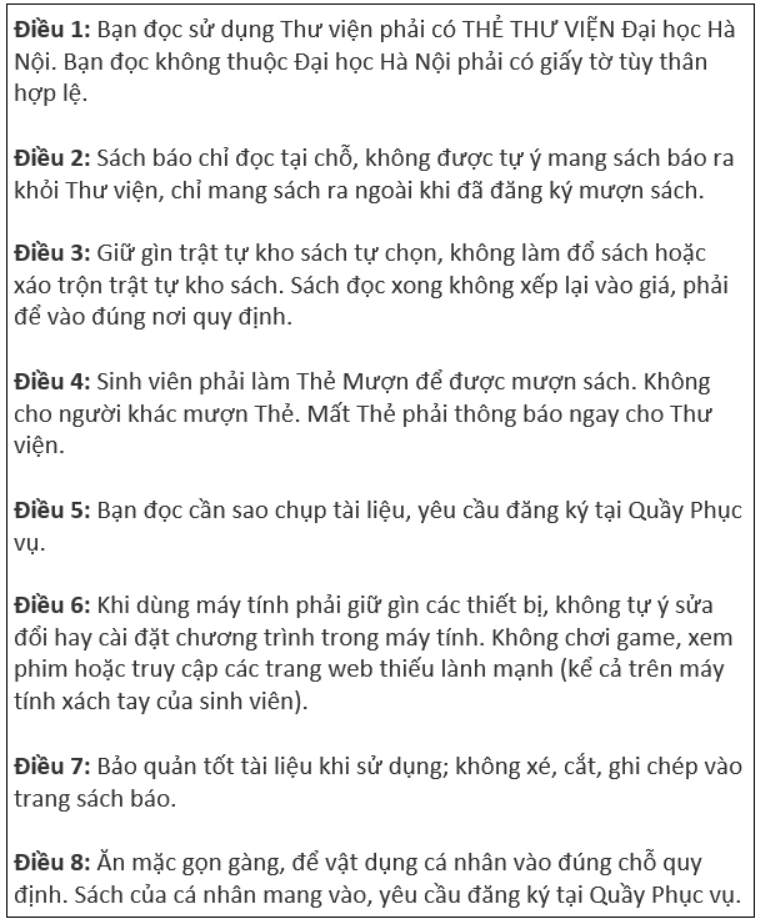 Điều 1: Bạn đọc sử dụng Thư viện phải có THẺ THƯ VIỆN Đại học Hà
Nội. Bạn đọc không thuộc Đại học Hà Nội phải có giấy tờ tùy thân
hợp lệ.
Điều 2: Sách báo chỉ đọc tại chỗ, không được tự ý mang sách báo ra
khỏi Thư viện, chỉ mang sách ra ngoài khi đã đăng ký mượn sách.
Điều 3: Giữ gìn trật tự kho sách tự chọn, không làm đổ sách hoặc
xáo trộn trật tự kho sách. Sách đọc xong không xếp lại vào giá, phải
để vào đúng nơi quy định.
Điều 4: Sinh viên phải làm Thẻ Mượn để được mượn sách. Không
cho người khác mượn Thẻ. Mất Thẻ phải thông báo ngay cho Thư
viện.
Điều 5: Bạn đọc cần sao chụp tài liệu, yêu cầu đăng ký tại Quầy Phục
vụ.
Điều 6: Khi dùng máy tính phải giữ gìn các thiết bị, không tự ý sửa
đổi hay cài đặt chương trình trong máy tính. Không chơi game, xem
phim hoặc truy cập các trang web thiếu lành mạnh (kể cả trên máy
tính xách tay của sinh viên).
Điều 7: Bảo quản tốt tài liệu khi sử dụng; không xé, cắt, ghi chép vào
trang sách báo.
Điều 8: Ăn mặc gọn gàng, để vật dụng cá nhân vào đúng chỗ quy
định. Sách của cá nhân mang vào, yêu cầu đăng ký tại Quầy Phục vụ.